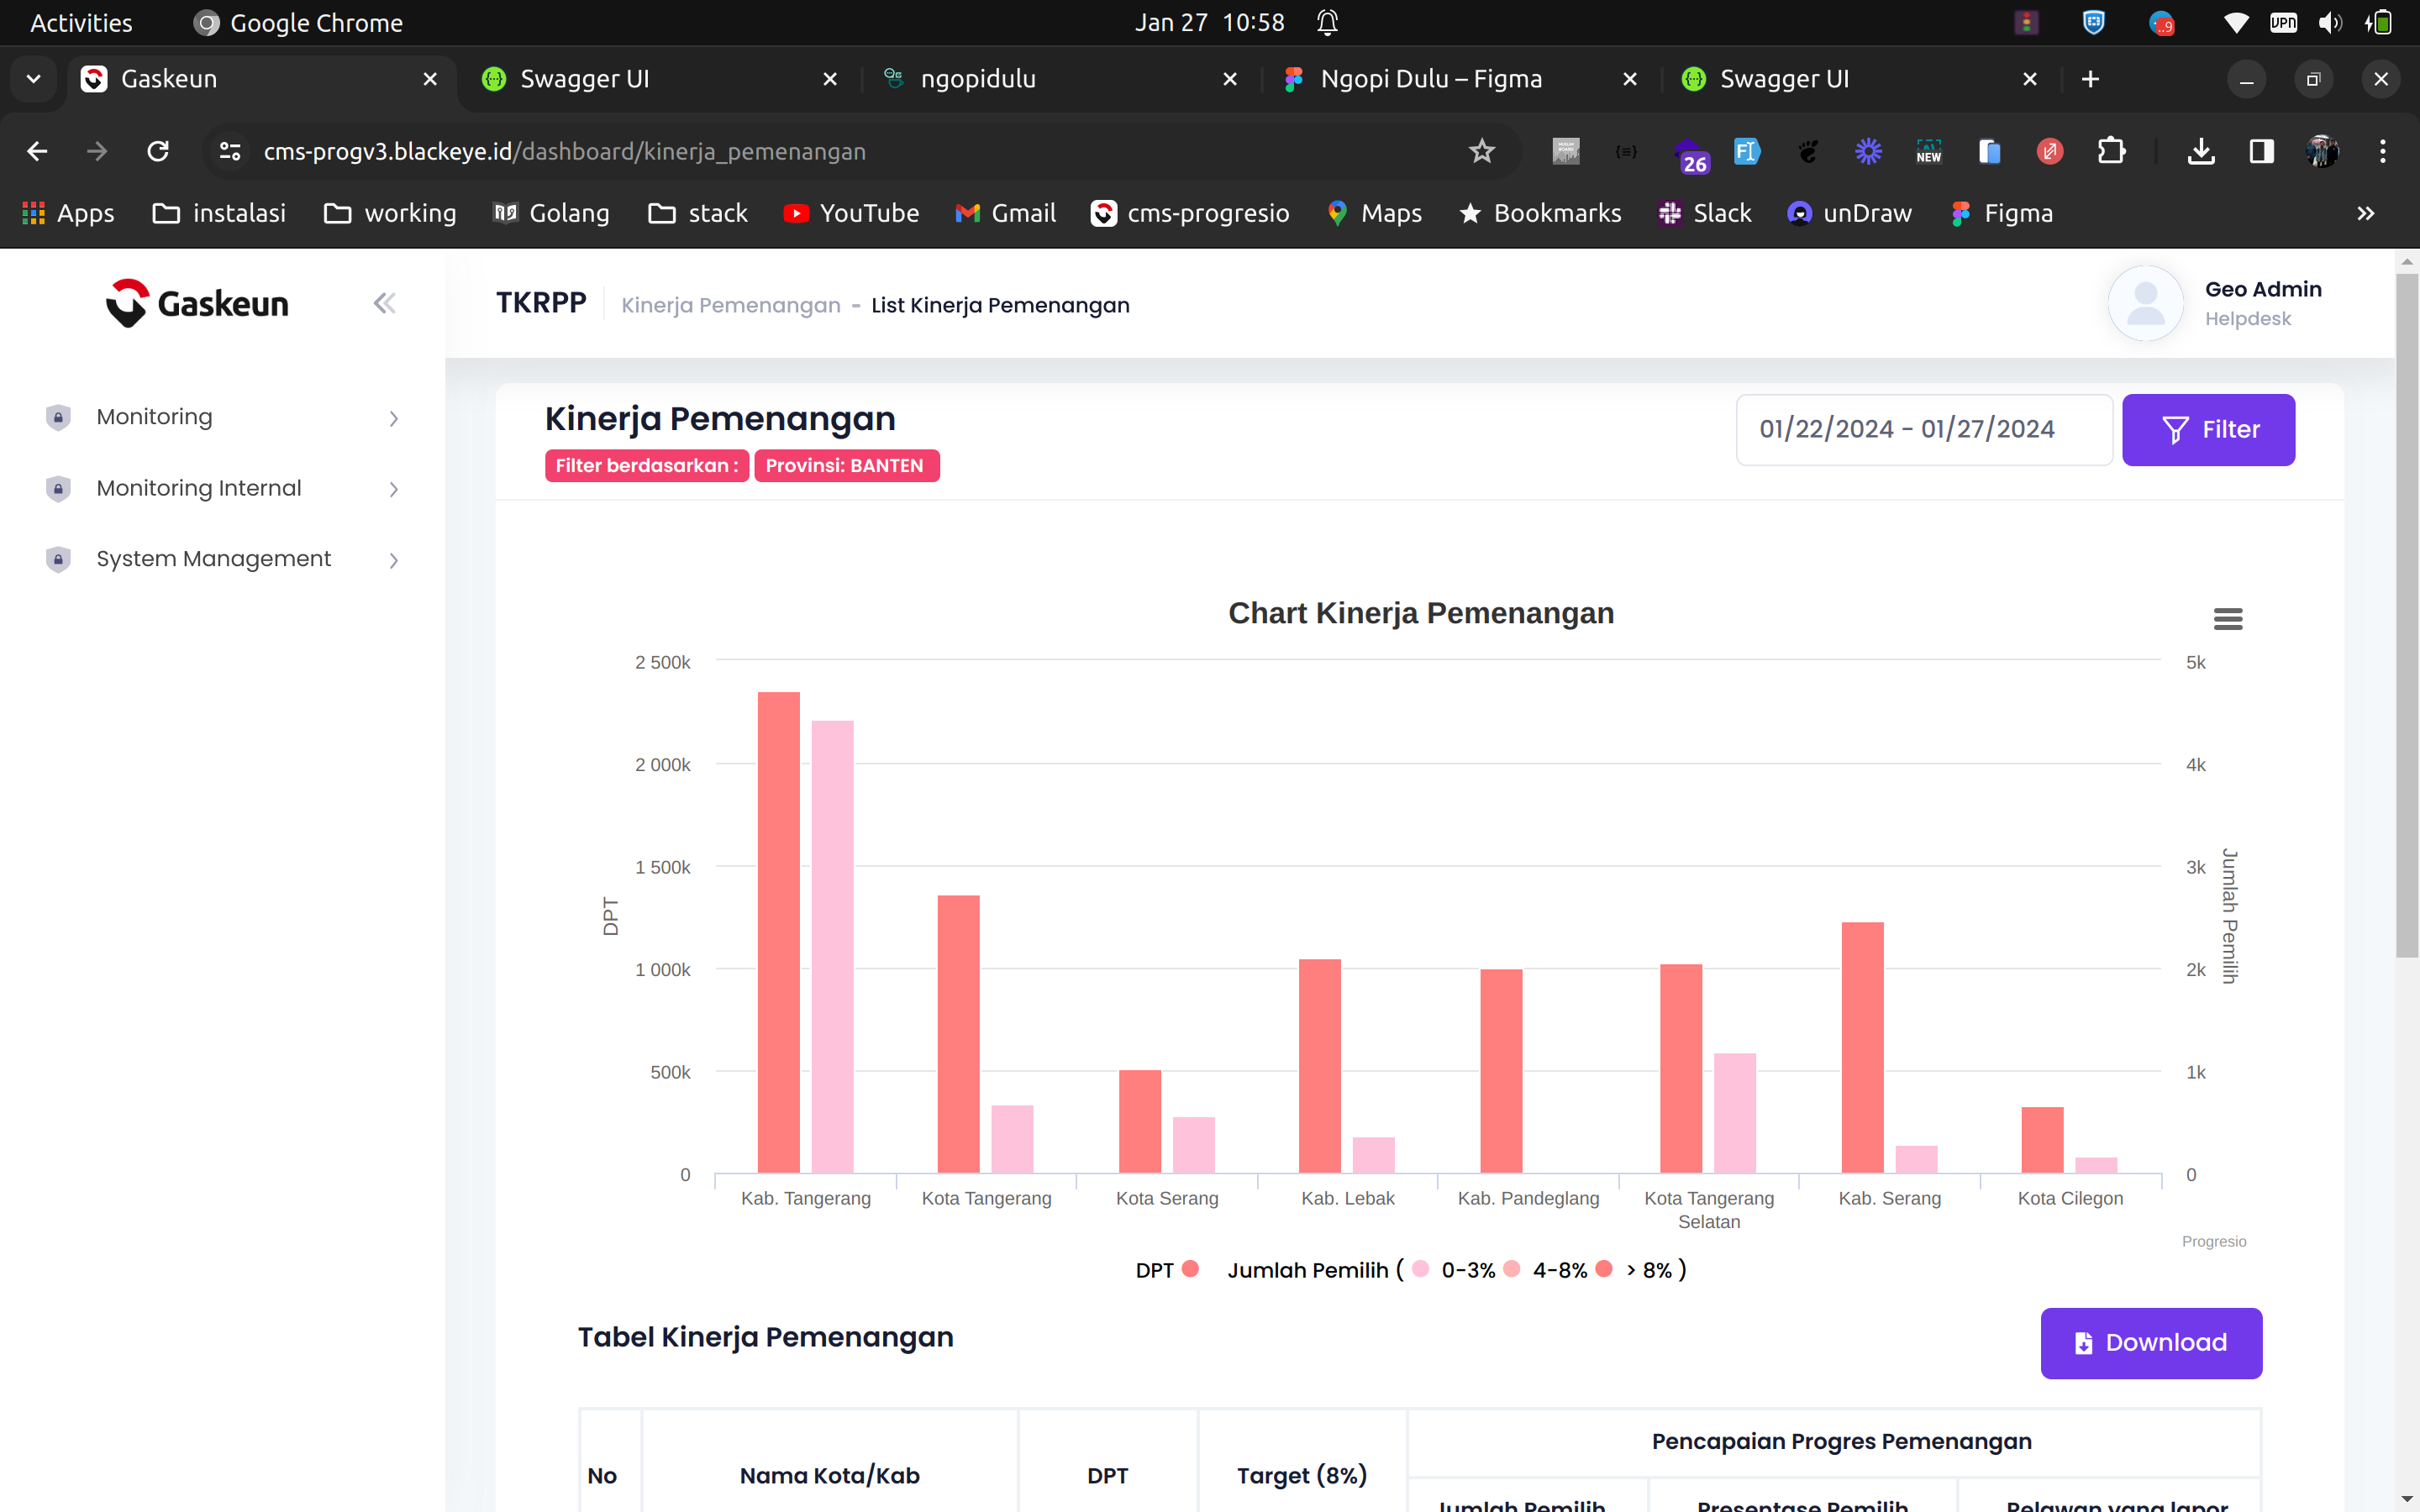 Activities Google Chrome Jan 27 10:58
Gaskeun Swagger UI ngopidulu Ngopi Dulu – Figma Swagger UI
cms-progv3.blackeye.id/dashboard/kinerja_pemenangan 26 NEW
Apps instalasi working Golang stack YouTube Gmail cms-progresio Maps Bookmarks Slack unDraw Figma
Gaskeun
Monitoring
Monitoring Internal
System Management
TKRPP Kinerja Pemenangan - List Kinerja Pemenangan
Geo Admin
Helpdesk
Kinerja Pemenangan
Filter berdasarkan : Provinsi: BANTEN
01/22/2024 - 01/27/2024 Filter
Chart Kinerja Pemenangan
2 500k
2 000k
1 500k
1 000k
500k
0
DPT
5k
4k
3k
2k
1k
0
Jumlah Pemilih
Kab. Tangerang
Kota Tangerang
Kota Serang
Kab. Lebak
Kab. Pandeglang
Kota Tangerang
Selatan
Kab. Serang
Kota Cilegon
Progresio
DPT Jumlah Pemilih ( 0-3% 4-8% > 8% )
Tabel Kinerja Pemenangan
Download
No Nama Kota/Kab DPT Target (8%) Pencapaian Progres Pemenangan
Jumlah Pemilih Presentase Pemilih Relawan yang lapor